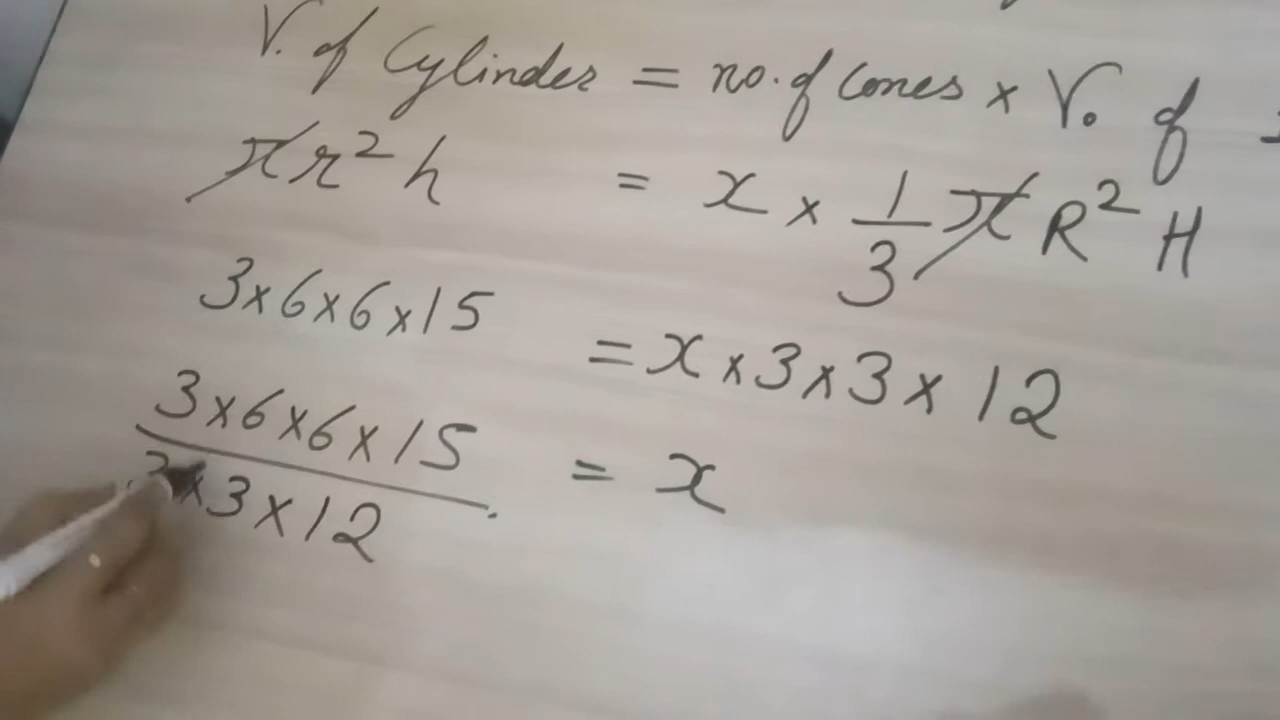 V. of Cylinder = no. of Cones × V. of
πr²h = x × 1/3 πR²H
3×6×6×15 = x×3×3×12
3×6×6×15 / 3×3×12 = x